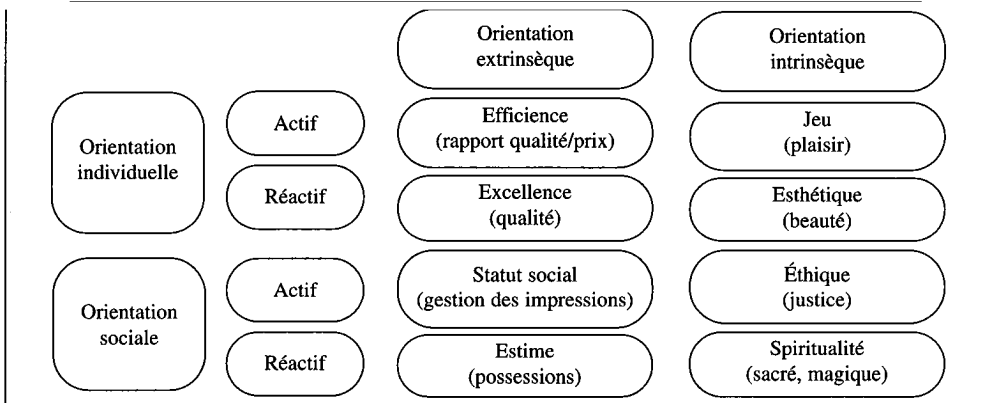 Orientation
extrinsèque
Orientation
intrinsèque
Orientation
individuelle
Actif
Efficience
(rapport qualité/prix)
Jeu
(plaisir)
Réactif
Excellence
(qualité)
Esthétique
(beauté)
Orientation
sociale
Actif
Statut social
(gestion des impressions)
Éthique
(justice)
Réactif
Estime
(possessions)
Spiritualité
(sacré, magique)